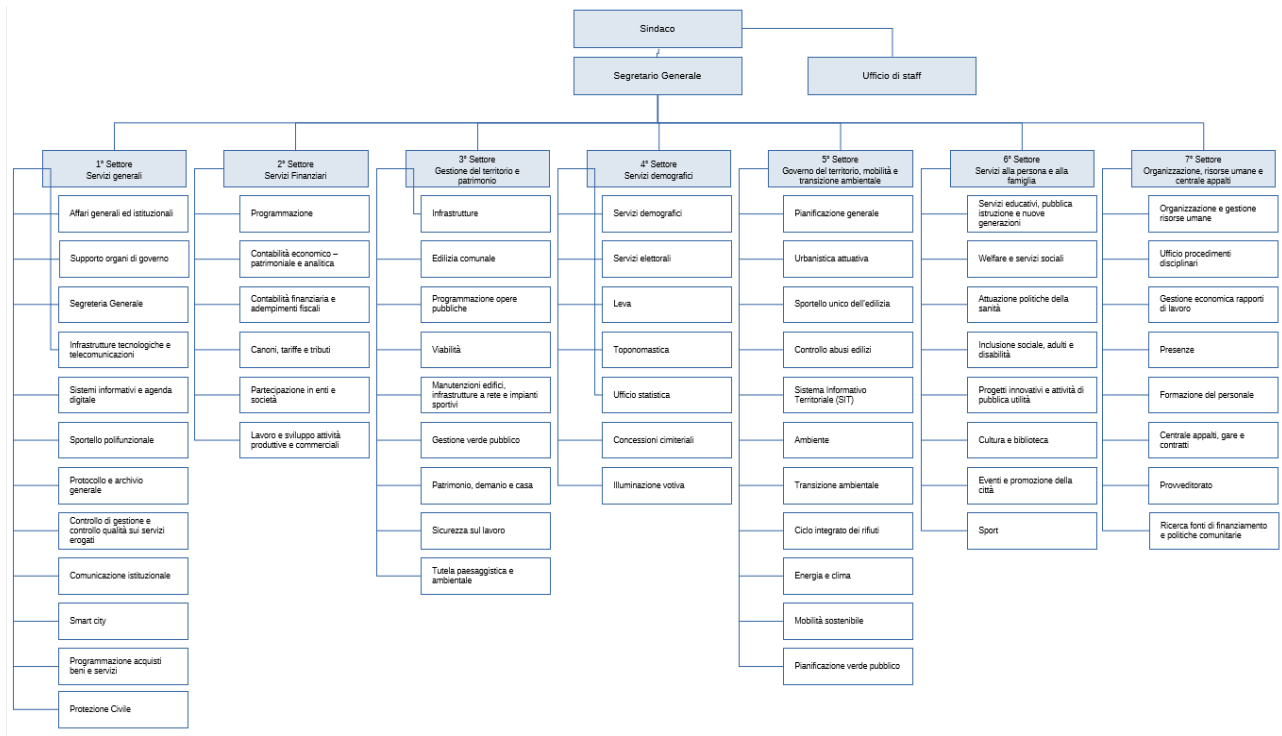 Sindaco
Segretario Generale
Ufficio di staff
1° Settore
Servizi generali
Affari generali ed istituzionali
Supporto organi di governo
Segreteria Generale
Infrastrutture tecnologiche e
telecomunicazioni
Sistemi informativi e agenda
digitale
Sportello polifunzionale
Protocollo e archivio
generale
Controllo di gestione e
controllo qualità sui servizi
erogati
Comunicazione istituzionale
Smart city
Programmazione acquisti
beni e servizi
Protezione Civile
2° Settore
Servizi Finanziari
Programmazione
Contabilità economico –
patrimoniale e analitica
Contabilità finanziaria e
adempimenti fiscali
Canoni, tariffe e tributi
Partecipazione in enti e
società
Lavoro e sviluppo attività
produttive e commerciali
3° Settore
Gestione del territorio e
patrimonio
Infrastrutture
Edilizia comunale
Programmazione opere
pubbliche
Viabilità
Manutenzioni edifici,
infrastrutture a rete e impianti
sportivi
Gestione verde pubblico
Patrimonio, demanio e casa
Sicurezza sul lavoro
Tutela paesaggistica e
ambientale
4° Settore
Servizi demografici
Servizi demografici
Servizi elettorali
Leva
Toponomastica
Ufficio statistica
Concessioni cimiteriali
Illuminazione votiva
5° Settore
Governo del territorio, mobilità e
transizione ambientale
Pianificazione generale
Urbanistica attuativa
Sportello unico dell'edilizia
Controllo abusi edilizi
Sistema Informativo
Territoriale (SIT)
Ambiente
Transizione ambientale
Ciclo integrato dei rifiuti
Energia e clima
Mobilità sostenibile
Pianificazione verde pubblico
6° Settore
Servizi alla persona e alla
famiglia
Servizi educativi, pubblica
istruzione e nuove
generazioni
Welfare e servizi sociali
Attuazione politiche della
sanità
Inclusione sociale, adulti e
disabilità
Progetti innovativi e attività di
pubblica utilità
Cultura e biblioteca
Eventi e promozione della
città
Sport
7° Settore
Organizzazione, risorse umane e
centrale appalti
Organizzazione e gestione
risorse umane
Ufficio procedimenti
disciplinari
Gestione economica rapporti
di lavoro
Presenze
Formazione del personale
Centrale appalti, gare e
contratti
Provveditorato
Ricerca fonti di finanziamento
e politiche comunitarie